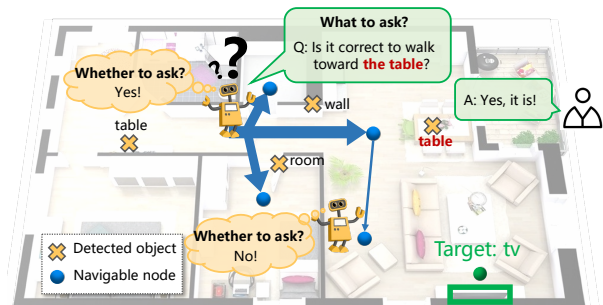 What to ask?
Q: Is it correct to walk
toward the table?
??
Whether to ask?
Yes!
wall
A: Yes, it is!
table
table
room
Whether to ask?
No!
Detected object
Navigable node
Target: tv